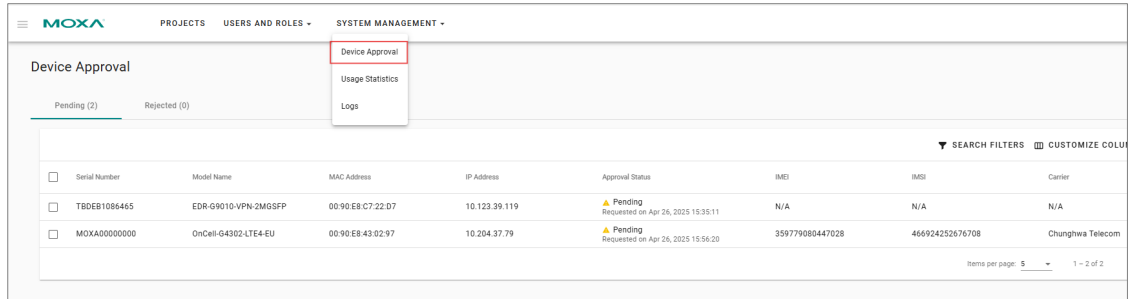 MOXA PROJECTS USERS AND ROLES SYSTEM MANAGEMENT
Device Approval
Usage Statistics
Logs
Device Approval
Pending (2) Rejected (0)
SEARCH FILTERS CUSTOMIZE COLU
Serial Number Model Name MAC Address IP Address Approval Status IMEI IMSI Carrier
TBDEB1086465 EDR-G9010-VPN-2MGSFP 00:90:E8:C7:22:D7 10.123.39.119 Pending N/A N/A N/A
Requested on Apr 26, 2025 15:35:11
MOXA00000000 OnCell-G4302-LTE4-EU 00:90:E8:43:02:97 10.204.37.79 Pending 359779080447028 466924252676708 Chunghwa Telecom
Requested on Apr 26, 2025 15:56:20
Items per page: 5 1 – 2 of 2